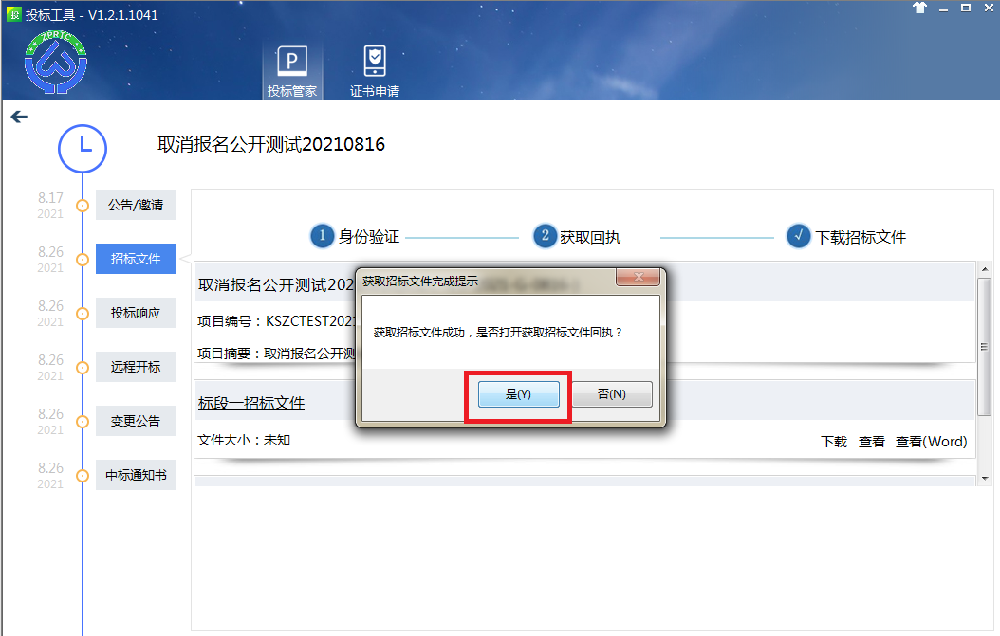 投
投标工具 - V1.2.1.1041
ZPRTC
P
投标管家
证书申请
取消报名公开测试20210816
8.17
2021
公告/邀请
1 身份验证
2 获取回执
√ 下载招标文件
8.26
2021
招标文件
取消报名公开测试202
获取招标文件完成提示
获取招标文件成功，是否打开获取招标文件回执？
是(Y)
否(N)
项目编号：KSZCTEST2021
项目摘要：取消报名公开测
8.26
2021
投标响应
8.26
2021
远程开标
标段一招标文件
8.26
2021
变更公告
文件大小：未知
下载 查看 查看(Word)
8.26
2021
中标通知书